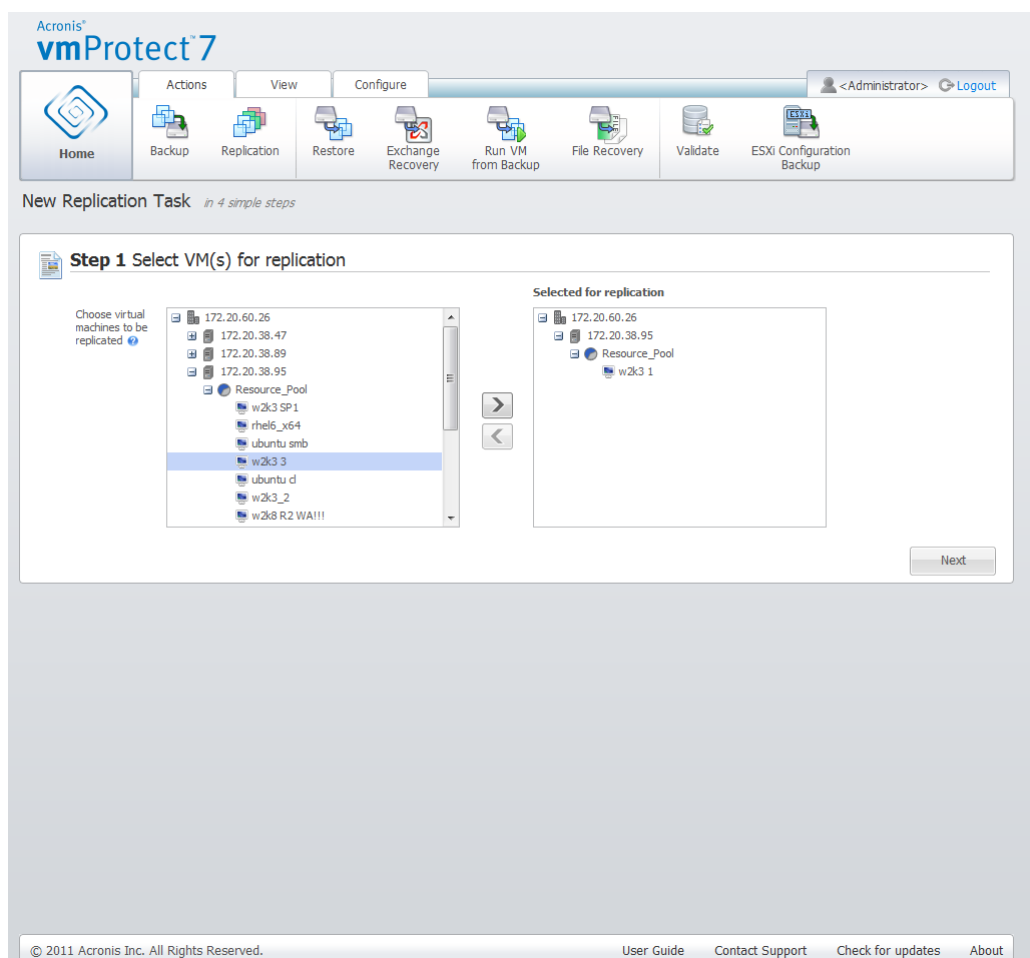 Acronis®
vmProtect™ 7
Actions View Configure
<Administrator> Logout
Home
Backup
Replication
Restore
Exchange Recovery
Run VM from Backup
File Recovery
Validate
ESXi Configuration Backup
New Replication Task in 4 simple steps
Step 1 Select VM(s) for replication
Choose virtual
machines to be
replicated ?
172.20.60.26
172.20.38.47
172.20.38.89
172.20.38.95
Resource_Pool
w2k3 SP1
rhel6_x64
ubuntu smb
w2k3 3
ubuntu cl
w2k3_2
w2k8 R2 WA!!!
Selected for replication
172.20.60.26
172.20.38.95
Resource_Pool
w2k3 1
Next
© 2011 Acronis Inc. All Rights Reserved.
User Guide Contact Support Check for updates About